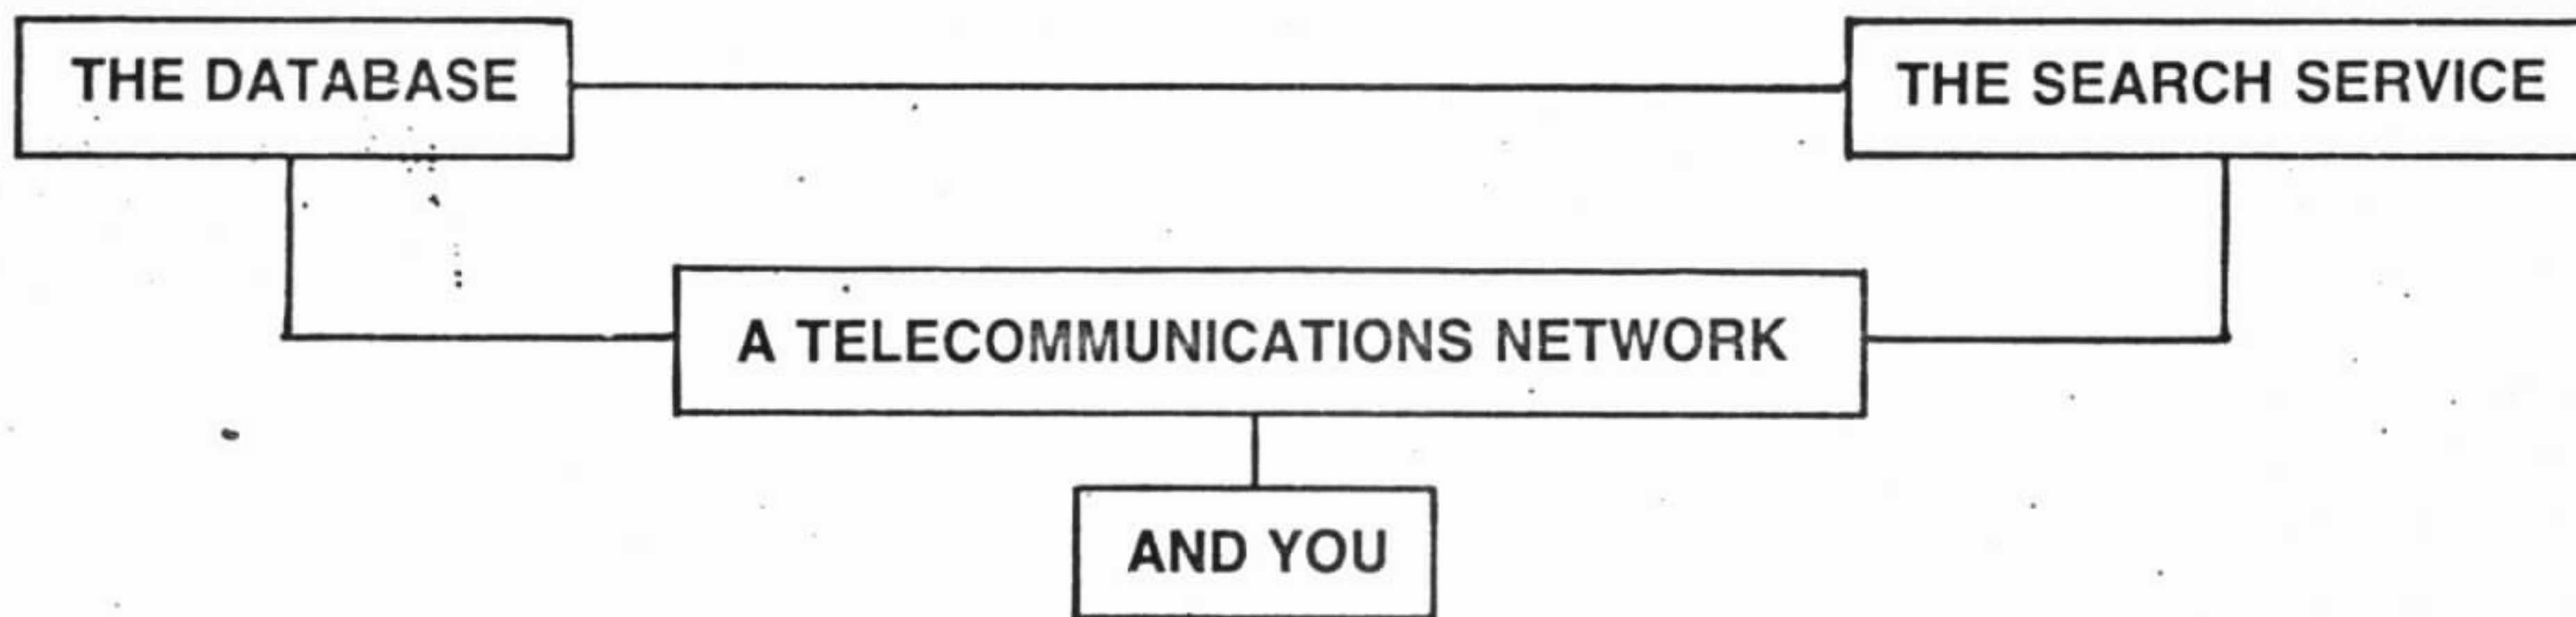 THE DATABASE
THE SEARCH SERVICE
A TELECOMMUNICATIONS NETWORK
AND YOU